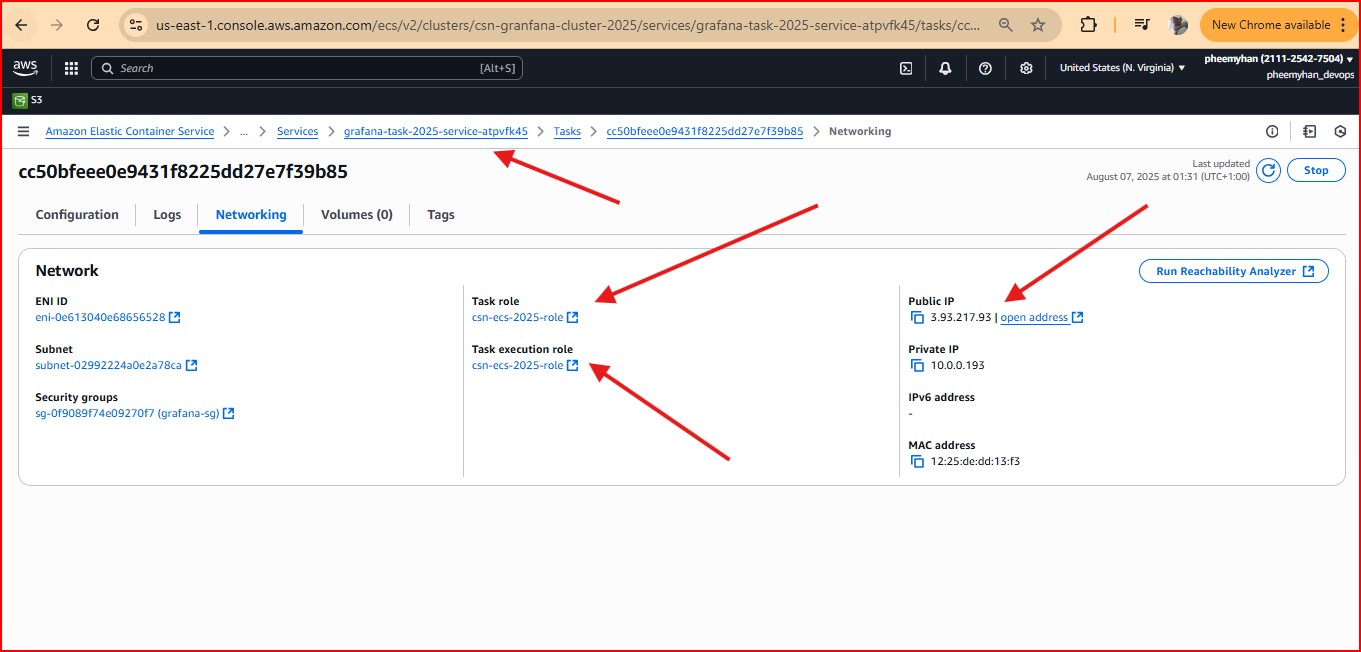 us-east-1.console.aws.amazon.com/ecs/v2/clusters/csn-granfana-cluster-2025/services/grafana-task-2025-service-atpvfk45/tasks/cc...
New Chrome available
aws
Search
[Alt+S]
United States (N. Virginia)
pheemyhan (2111-2542-7504)
pheemyhan_devops
S3
Amazon Elastic Container Service
...
Services
grafana-task-2025-service-atpvfk45
Tasks
cc50bfeee0e9431f8225dd27e7f39b85
Networking
cc50bfeee0e9431f8225dd27e7f39b85
Last updated
August 07, 2025 at 01:31 (UTC+1:00)
Stop
Configuration
Logs
Networking
Volumes (0)
Tags
Network
Run Reachability Analyzer
ENI ID
eni-0e613040e68656528
Subnet
subnet-02992224a0e2a78ca
Security groups
sg-0f9089f74e09270f7 (grafana-sg)
Task role
csn-ecs-2025-role
Task execution role
csn-ecs-2025-role
Public IP
3.93.217.93 | open address
Private IP
10.0.0.193
IPv6 address
-
MAC address
12:25:de:dd:13:f3